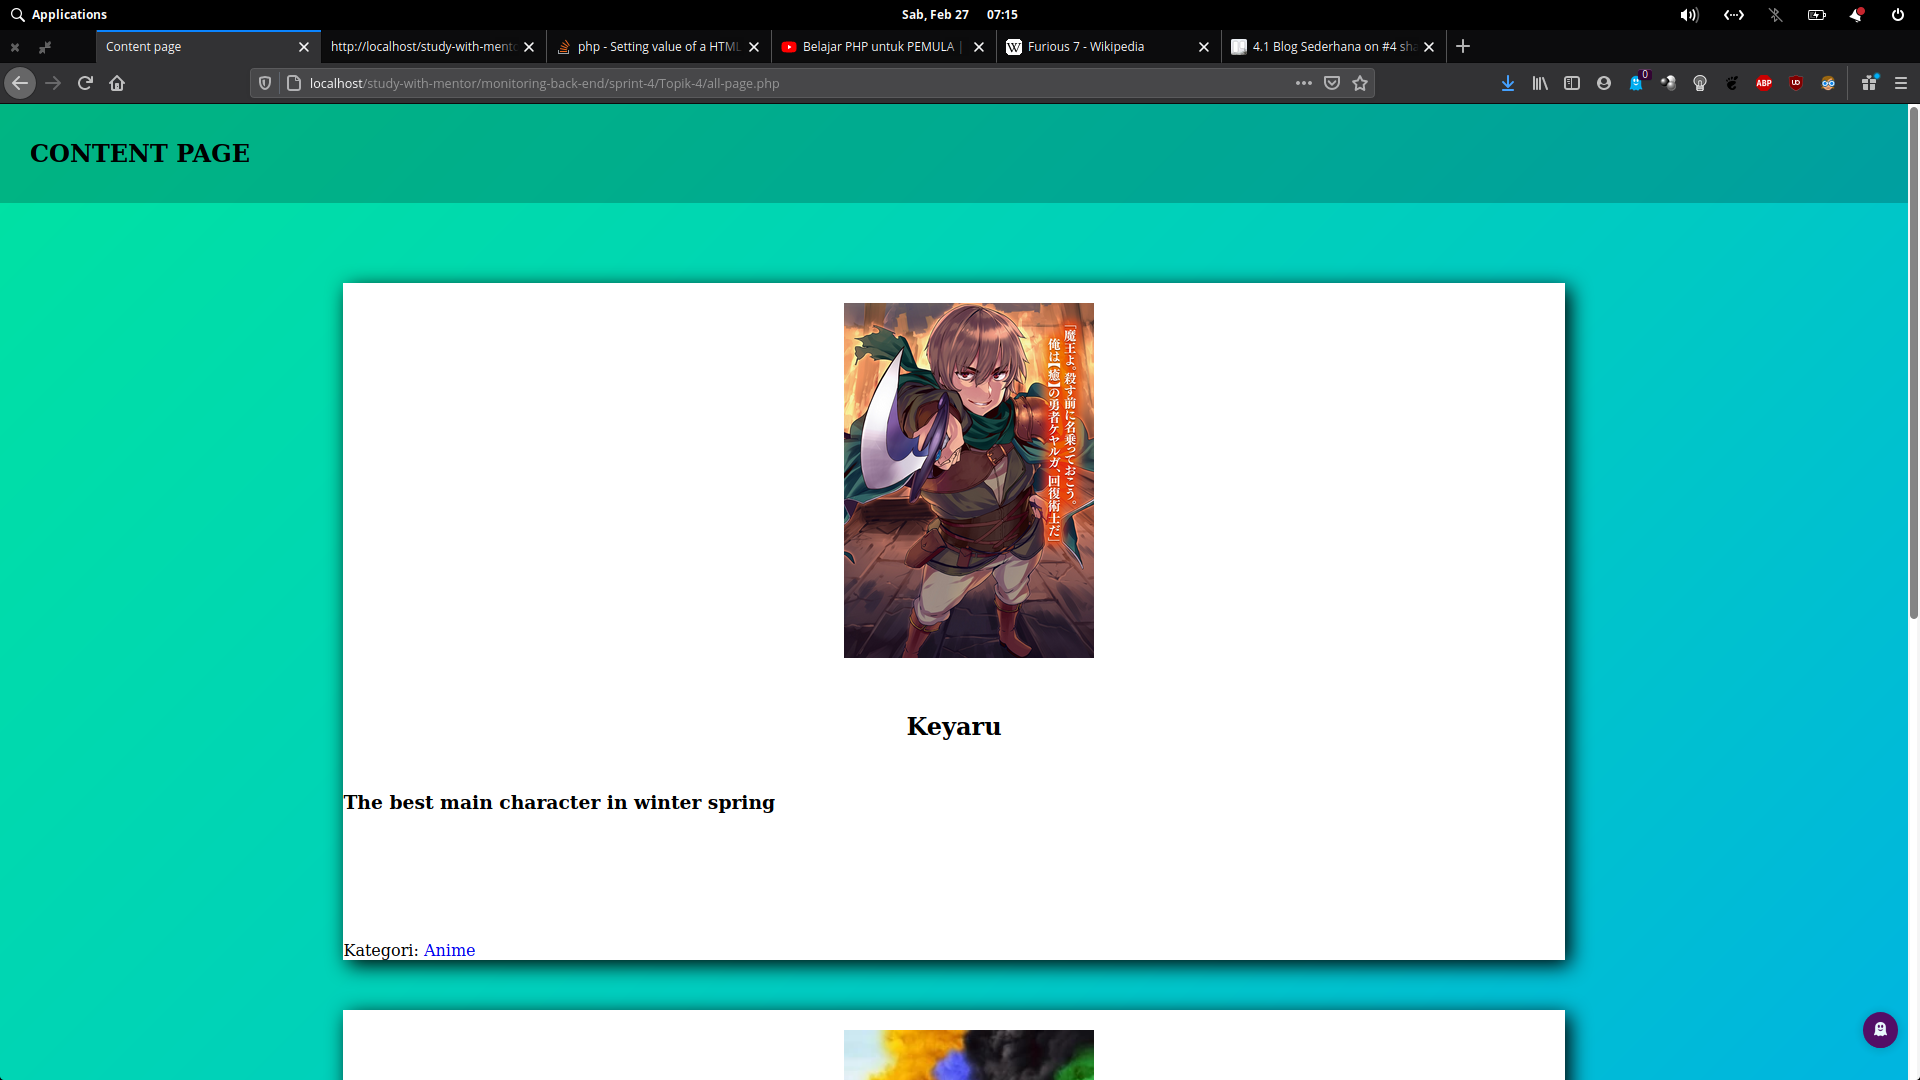 Applications
Sab, Feb 27 07:15
Content page
http://localhost/study-with-mento
php - Setting value of a HTML
Belajar PHP untuk PEMULA |
Furious 7 - Wikipedia
4.1 Blog Sederhana on #4 sha
localhost/study-with-mentor/monitoring-back-end/sprint-4/Topik-4/all-page.php
0
ABP
CONTENT PAGE
「魔王よ。殺す前に名乗っておこう。
俺は【癒】の勇者ケヤルガ、回復術士だ」
Keyaru
The best main character in winter spring
Kategori: Anime